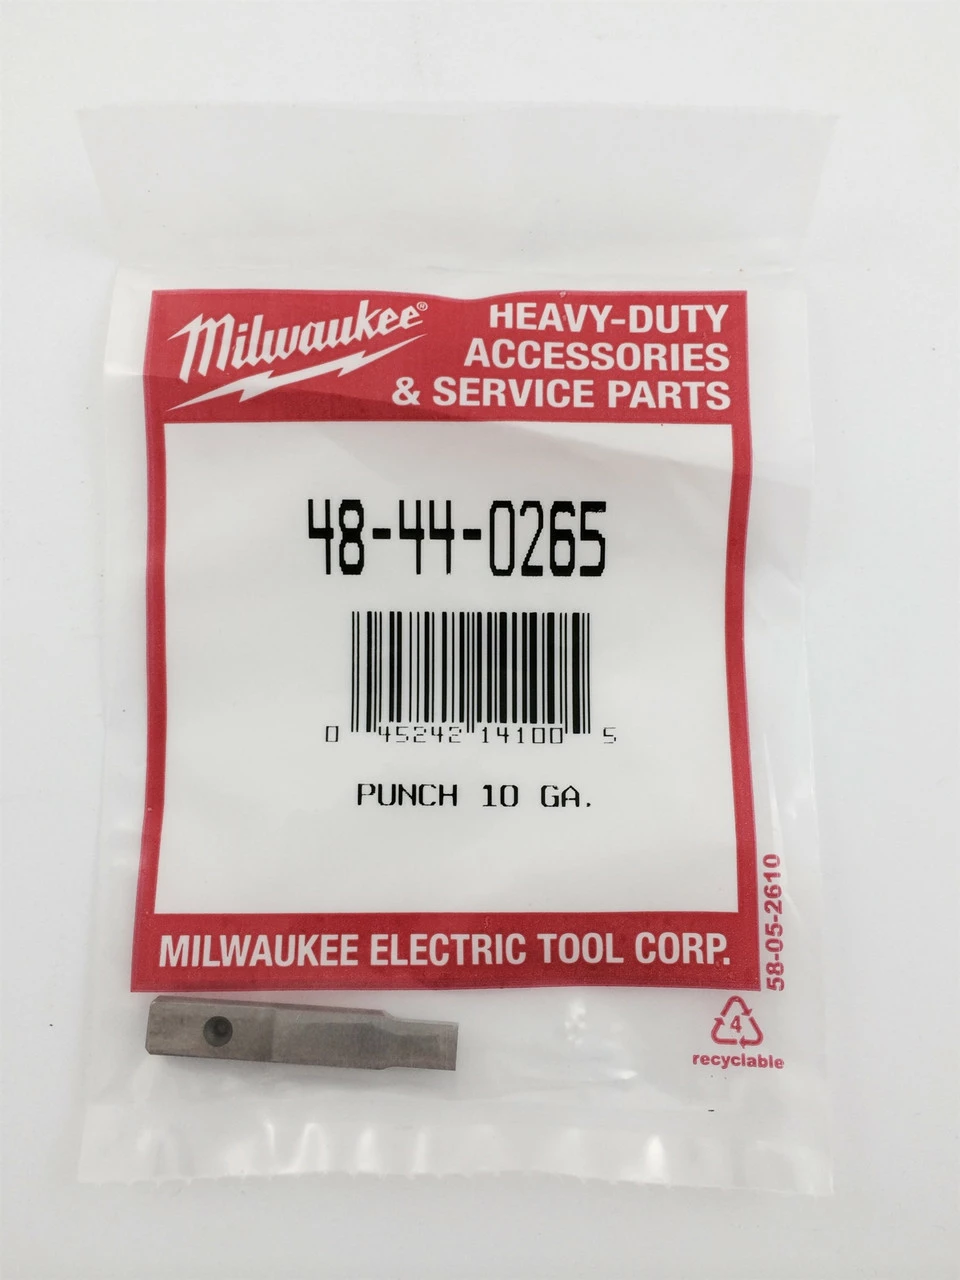 Milwaukee®
HEAVY-DUTY
ACCESSORIES
& SERVICE PARTS
48-44-0265
0 45242 14100 5
PUNCH 10 GA.
MILWAUKEE ELECTRIC TOOL CORP.
58-05-2610
4
recyclable